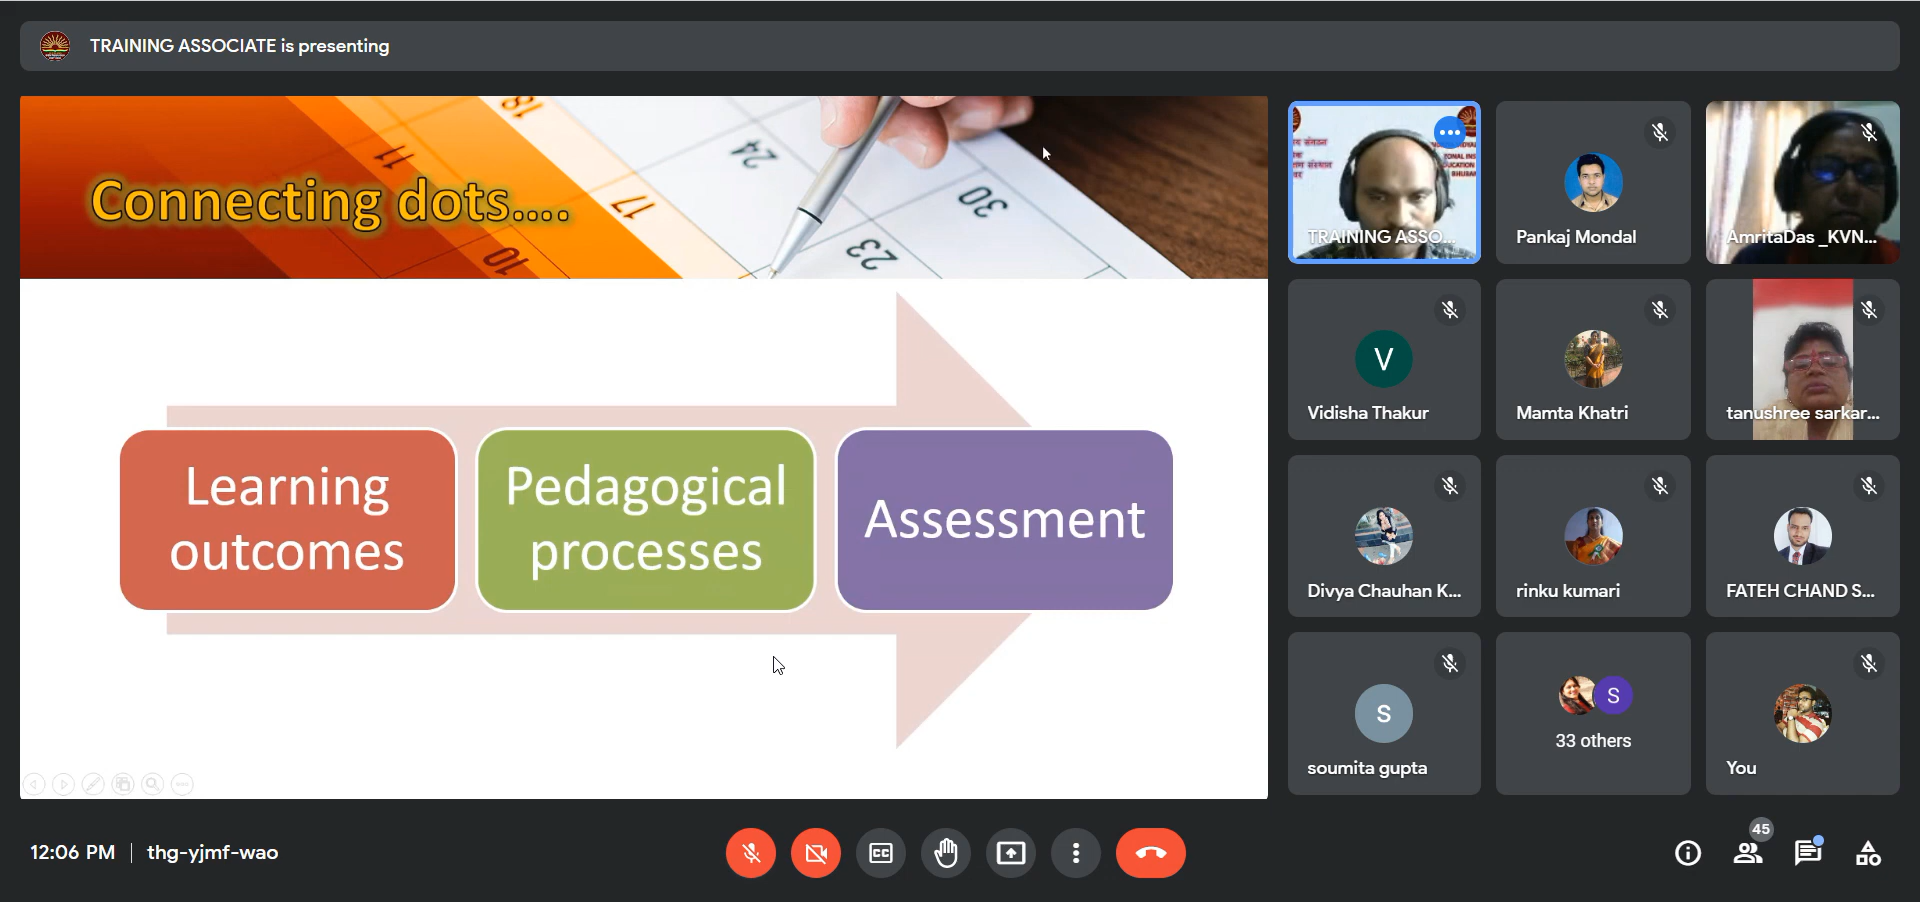 TRAINING ASSOCIATE is presenting
Connecting dots....
18
11
24
17
30
10
23
Learning
outcomes
Pedagogical
processes
Assessment
TRAINING ASSO...
Pankaj Mondal
AmritaDas _KVN...
V
Vidisha Thakur
Mamta Khatri
tanushree sarkar...
Divya Chauhan K...
rinku kumari
FATEH CHAND S...
S
soumita gupta
S
33 others
You
12:06 PM | thg-yjmf-wao
CC
45